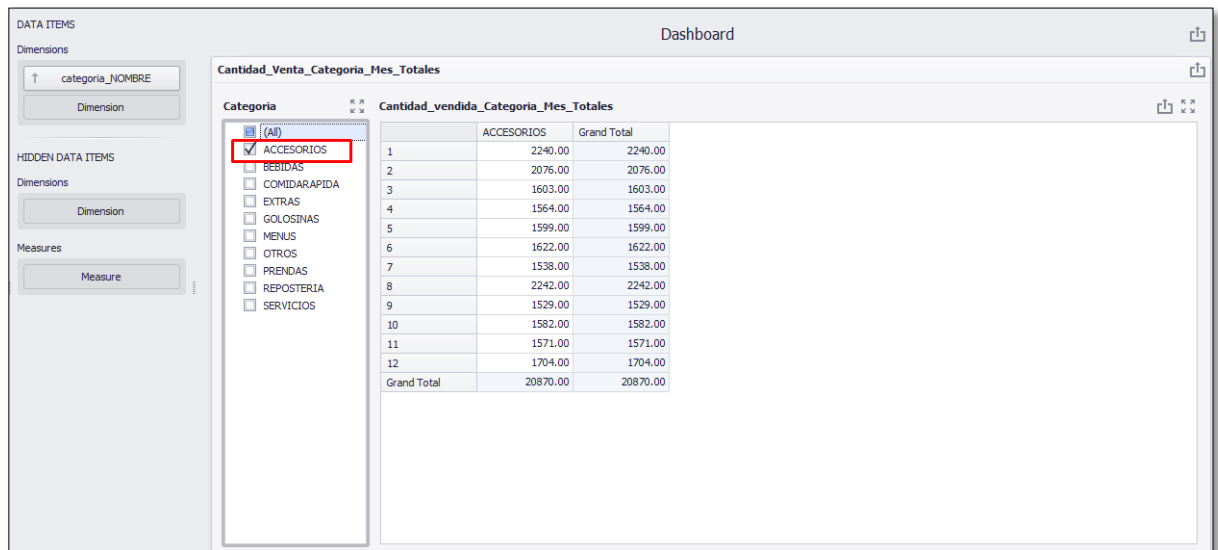 DATA ITEMS
Dimensions
categoria_NOMBRE
Dimension
HIDDEN DATA ITEMS
Dimensions
Dimension
Measures
Measure
Dashboard
Cantidad_Venta_Categoria_Mes_Totales
Categoria
(All)
ACCESORIOS
BEBIDAS
COMIDARAPIDA
EXTRAS
GOLOSINAS
MENUS
OTROS
PRENDAS
REPOSTERIA
SERVICIOS
Cantidad_vendida_Categoria_Mes_Totales
ACCESORIOS Grand Total
1 2240.00 2240.00
2 2076.00 2076.00
3 1603.00 1603.00
4 1564.00 1564.00
5 1599.00 1599.00
6 1622.00 1622.00
7 1538.00 1538.00
8 2242.00 2242.00
9 1529.00 1529.00
10 1582.00 1582.00
11 1571.00 1571.00
12 1704.00 1704.00
Grand Total 20870.00 20870.00